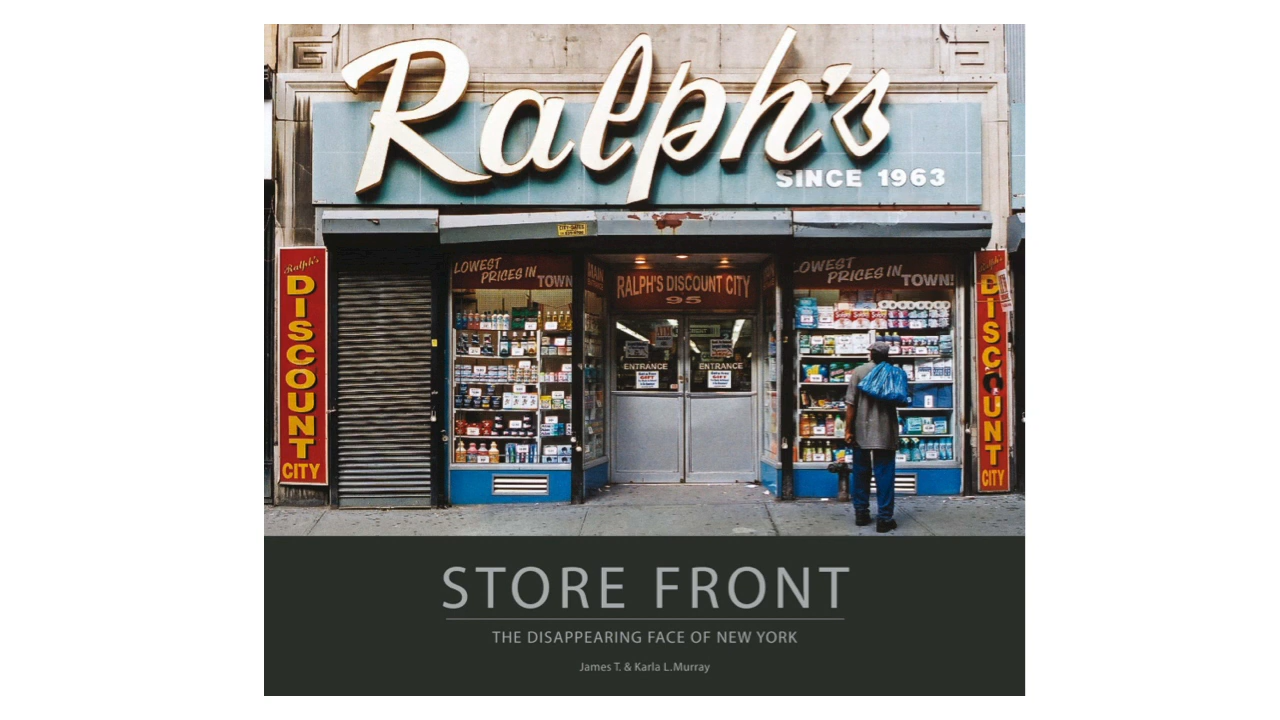 Ralph's
SINCE 1963
Ralph's
DISCOUNT
CITY
LOWEST
PRICES IN
TOWN
RALPH'S DISCOUNT CITY
95
ENTRANCE
ENTRANCE
LOWEST
PRICES IN
TOWN!
Ralph's
DISCOUNT
CITY
STORE FRONT
THE DISAPPEARING FACE OF NEW YORK
James T. & Karla L. Murray